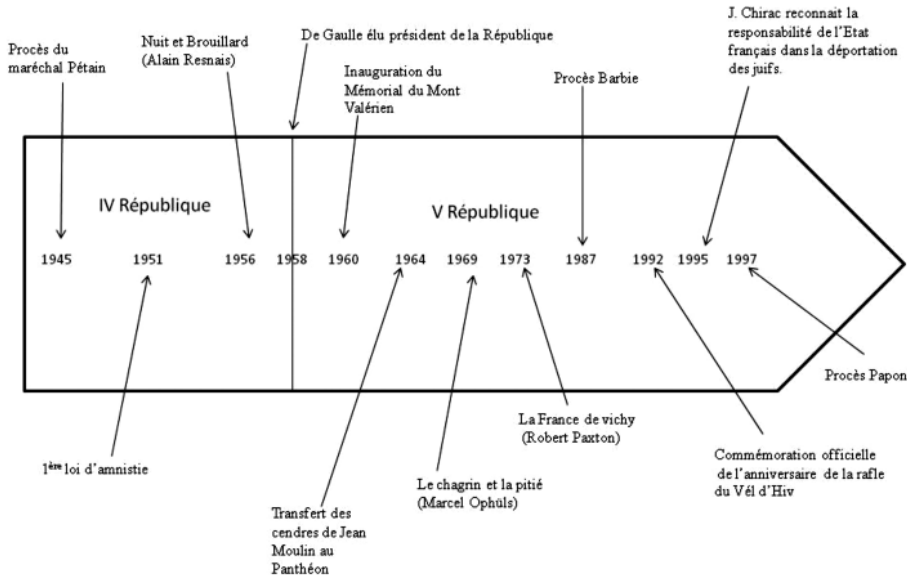 Procès du
maréchal Pétain
Nuit et Brouillard
(Alain Resnais)
De Gaulle élu président de la République
Inauguration du
Mémorial du Mont
Valérien
Procès Barbie
J. Chirac reconnait la
responsabilité de l'Etat
français dans la déportation
des juifs.
IV République
V République
1945
1951
1956
1958
1960
1964
1969
1973
1987
1992
1995
1997
1ère loi d'amnistie
Transfert des
cendres de Jean
Moulin au
Panthéon
Le chagrin et la pitié
(Marcel Ophüls)
La France de vichy
(Robert Paxton)
Commémoration officielle
de l'anniversaire de la rafle
du Vél d'Hiv
Procès Papon